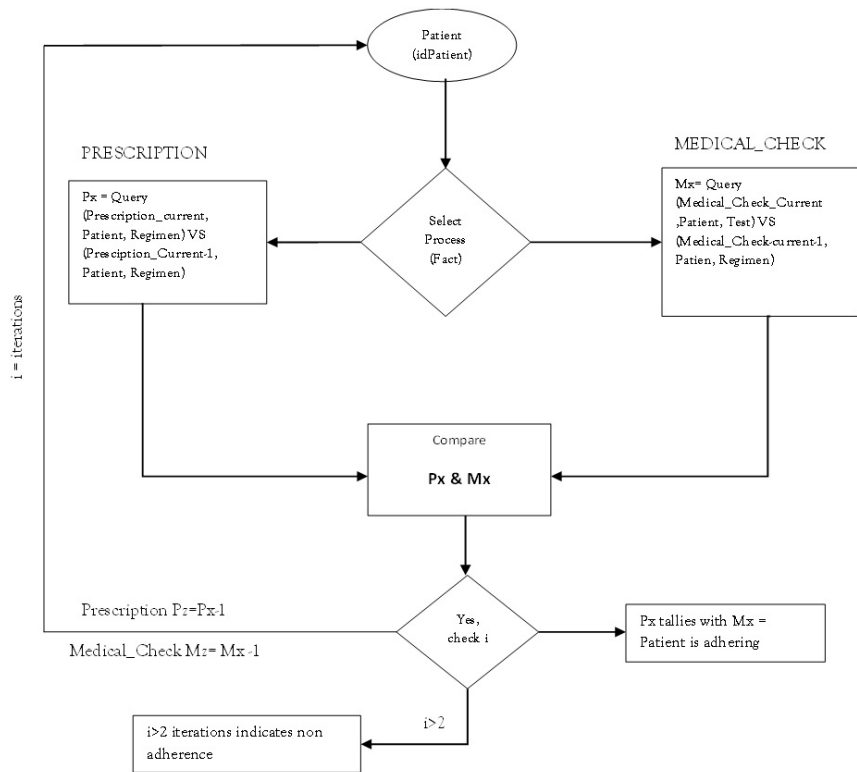 Patient
(idPatient)
PRESCRIPTION
MEDICAL_CHECK
Px = Query
(Prescription_current,
Patient, Regimen) VS
(Presciption_Current-1,
Patient, Regimen)
Select
Process
(Fact)
Mx= Query
(Medical_Check_Current
,Patient, Test) VS
(Medical_Check-current-1,
Patien, Regimen)
i = iterations
Compare
Px & Mx
Prescription Pz=Px-1
Medical_Check Mz= Mx-1
Yes,
check i
Px tallies with Mx =
Patient is adhering
i>2
i>2 iterations indicates non
adherence